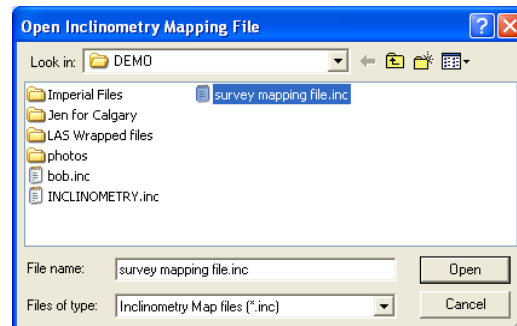 Open Inclinometry Mapping File
Look in: DEMO
Imperial Files
Jen for Calgary
LAS Wrapped files
photos
bob.inc
INCLINOMETRY.inc
survey mapping file.inc
File name: survey mapping file.inc Open
Files of type: Inclinometry Map files (*.inc) Cancel